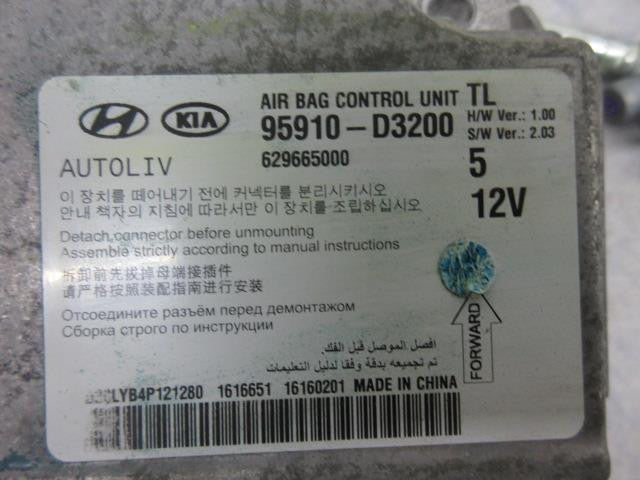 KIA
AIR BAG CONTROL UNIT TL
95910-D3200
H/W Ver.: 1.00
S/W Ver.: 2.03
AUTOLIV
629665000
5
12V
이 장치를 떼어내기 전에 커넥터를 분리시키시오
안내 책자의 지침에 따라서만 이 장치를 조립하십시오
Detach connector before unmounting
Assemble strictly according to manual instructions
拆卸前先拔掉母端接插件
请严格按照装配指南进行安装
Отсоедините разъём перед демонтажом
Сборка строго по инструкции
افصل الموصل قبل الفك.
تم تجميعه بدقة وفقا لدليل التعليمات
FORWARD
1616651 16160201 MADE IN CHINA